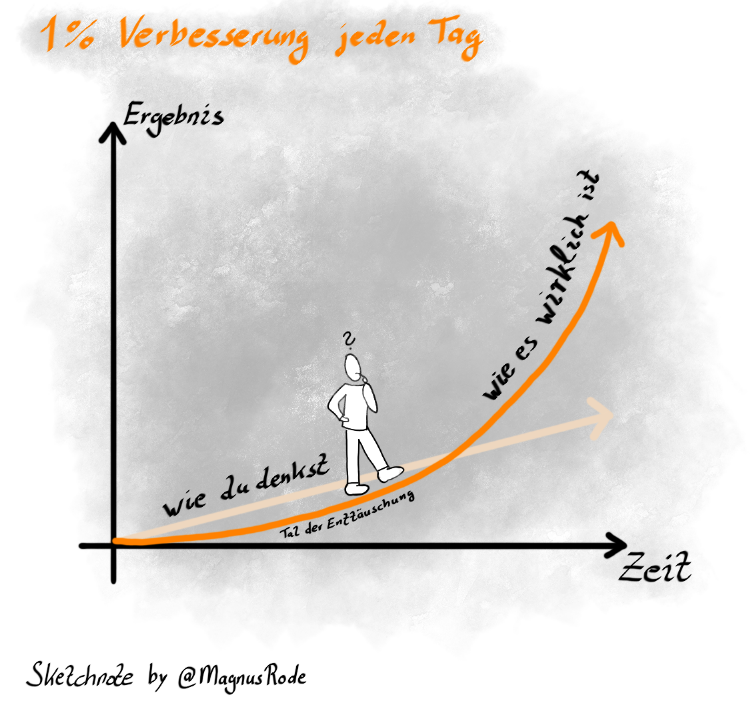 1% Verbesserung jeden Tag
Ergebnis
wie es wirklich ist
?
wie du denkst
Tal der Enttäuschung
Zeit
Sketchnote by @MagnusRode